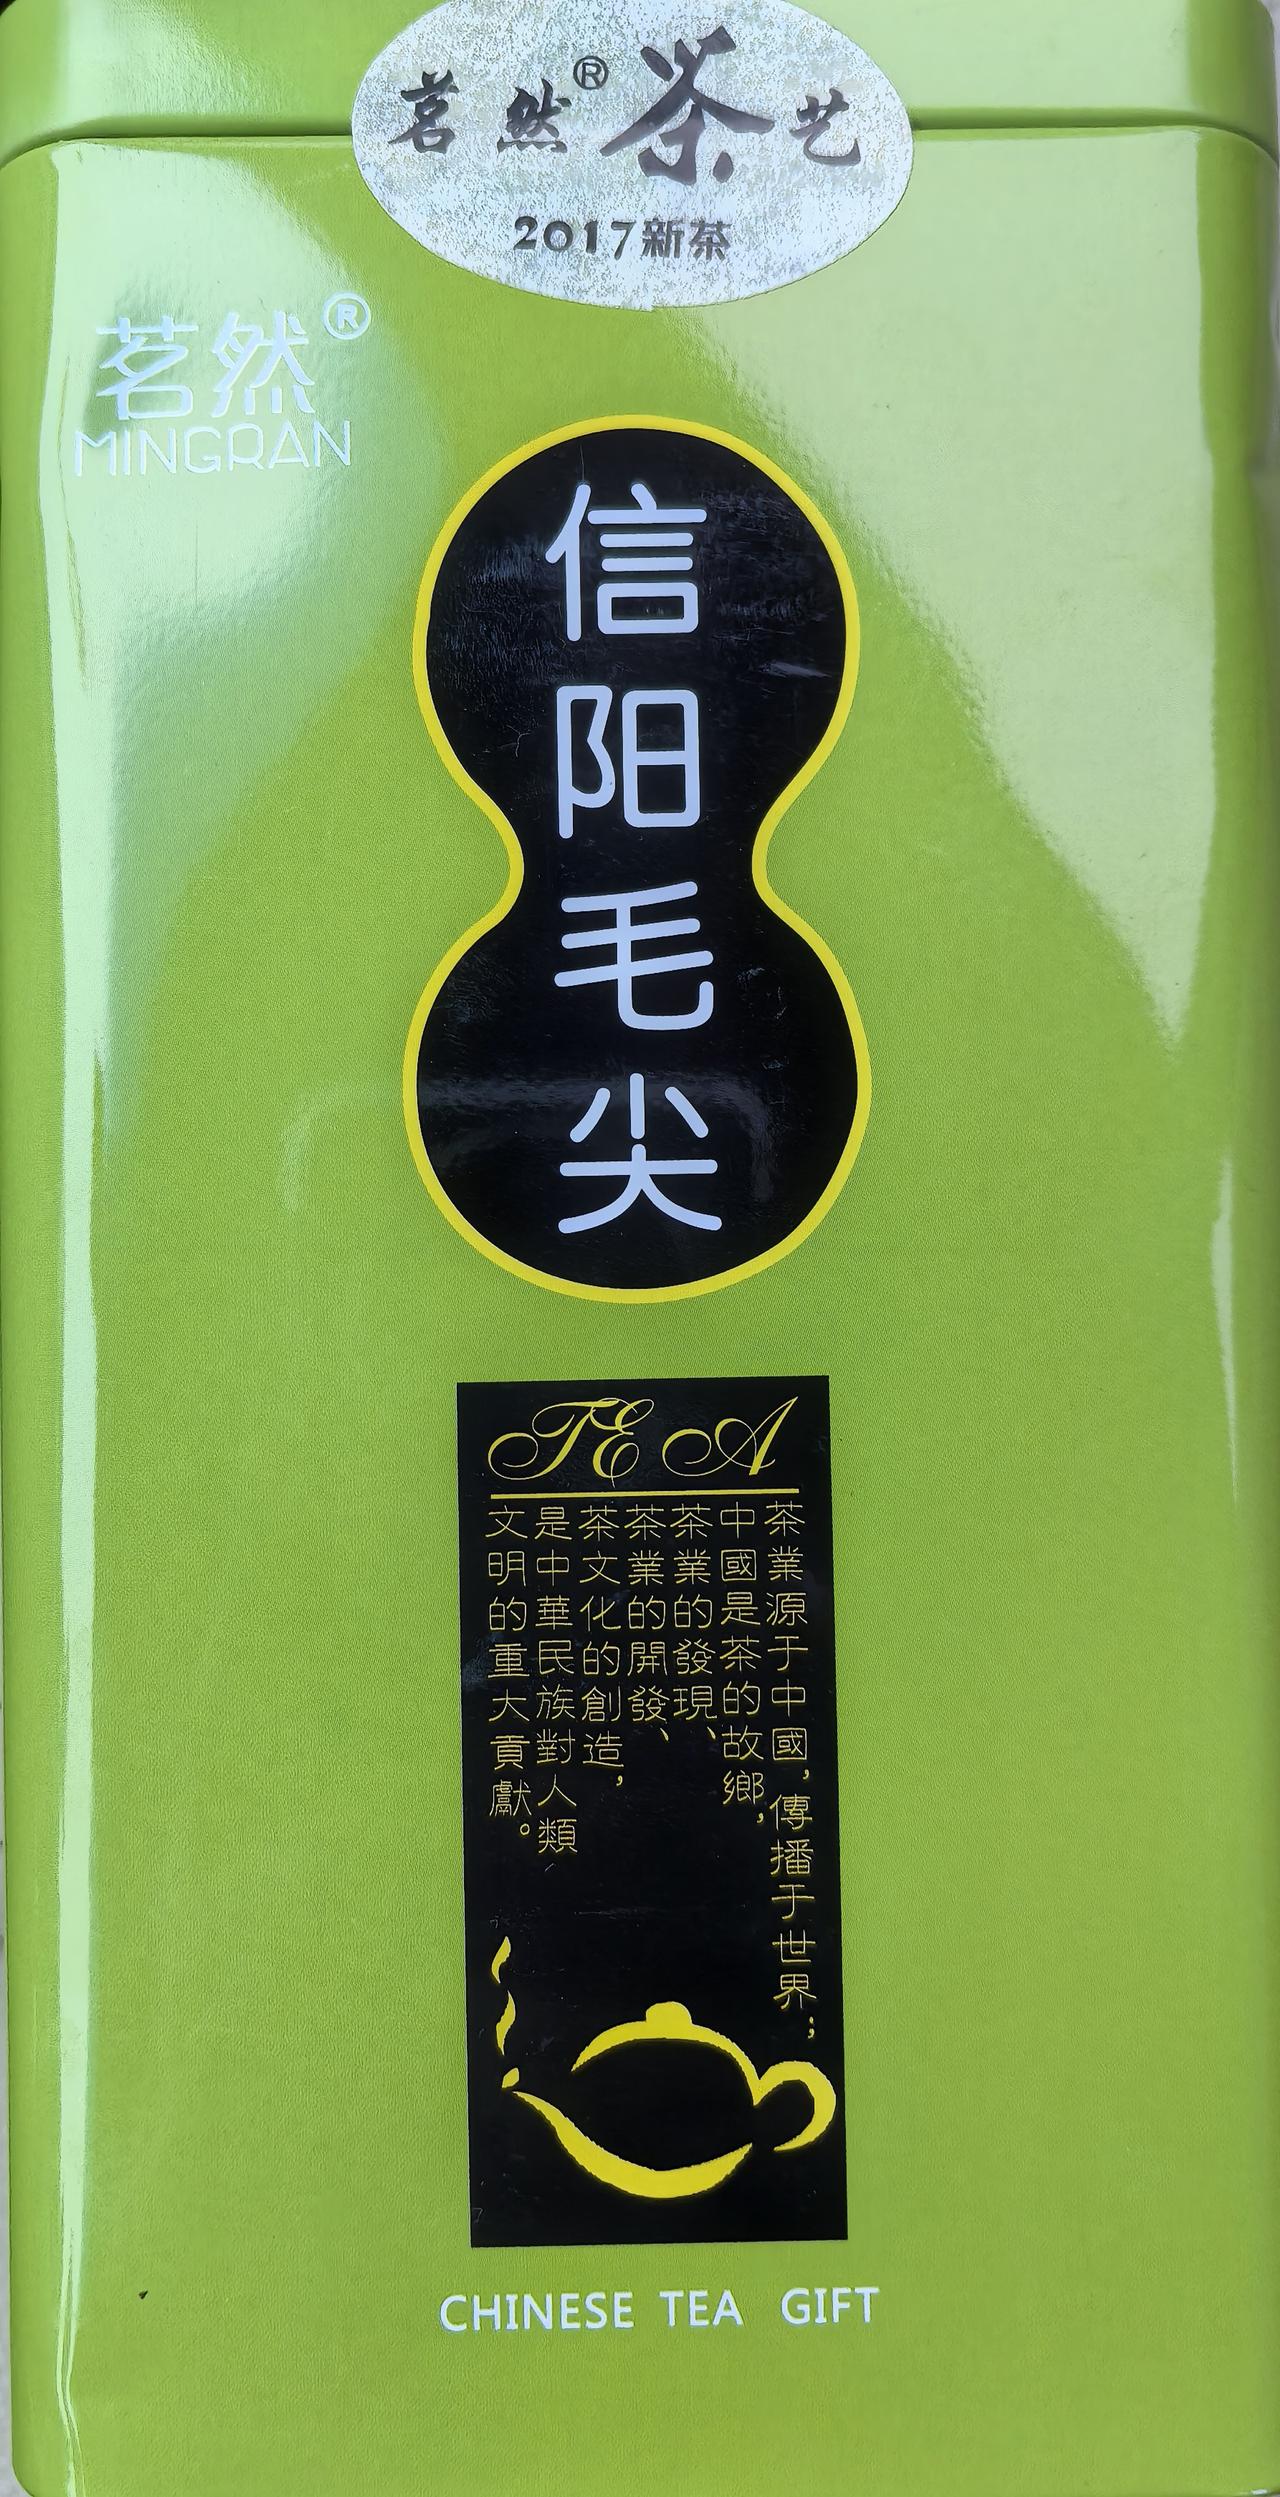 茗然®茶艺
2017新茶
茗然®
MINGRAN
信阳毛尖
TEA
茶業源于中國，傳播于世界；
中國是茶的故鄉，
茶業的發現、
茶業的開發、
茶文化的創造，
是中華民族對人類
文明的重大貢獻。
CHINESE TEA GIFT